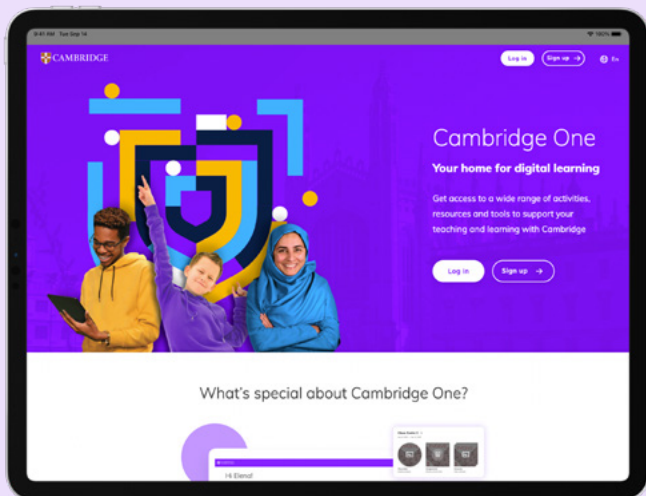 9:41 AM Tue Sep 14
100%
CAMBRIDGE
Log in
Sign up →
En
Cambridge One
Your home for digital learning
Get access to a wide range of activities,
resources and tools to support your
teaching and learning with Cambridge
Log in
Sign up →
What's special about Cambridge One?
Hi Elena!